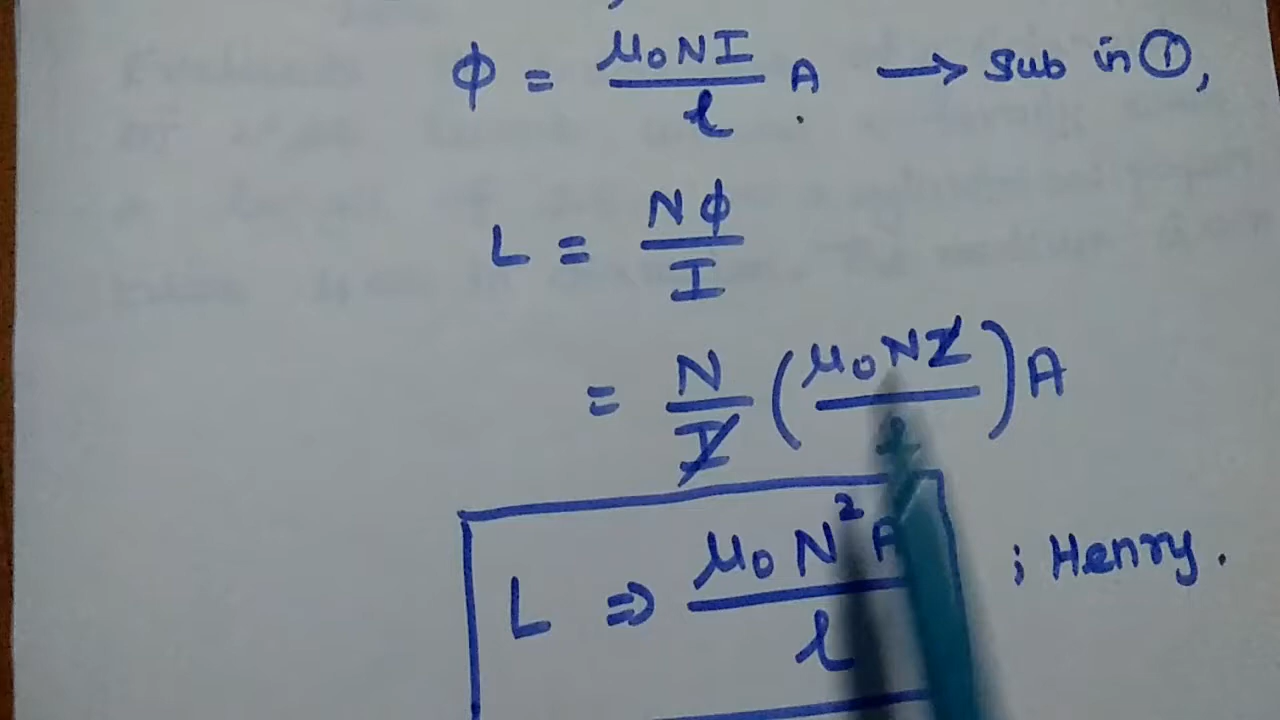 ϕ = μ₀NI/l A → Sub in ①,
L = Nϕ/I
= N/I (μ₀NI/l) A
L ⇒ μ₀N²A/l ; Henry.